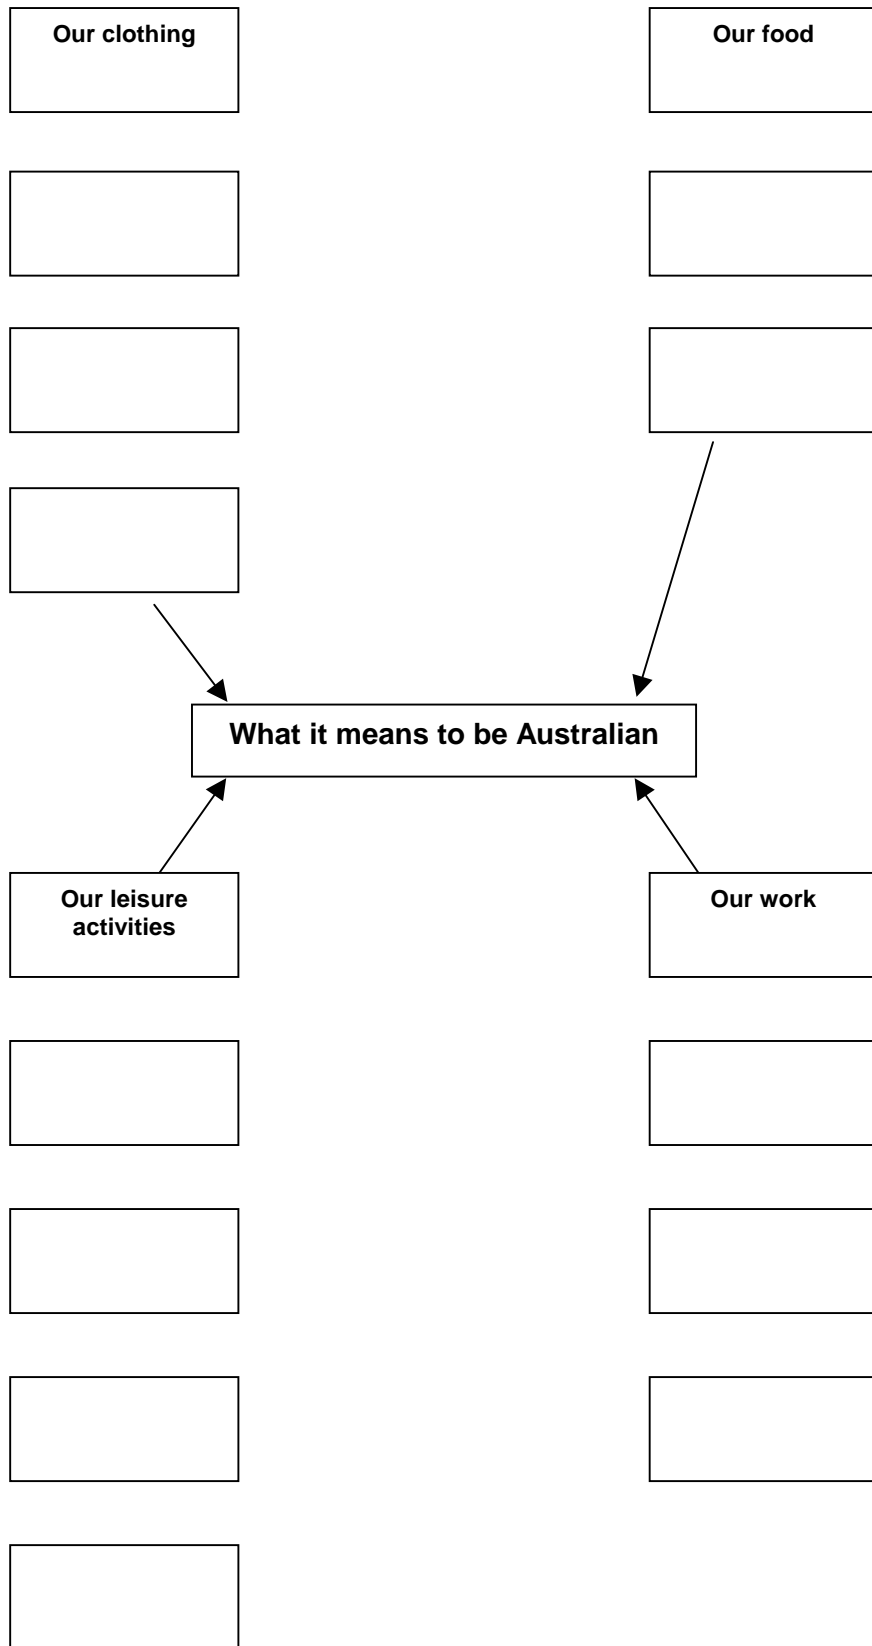 Our clothing
Our food
What it means to be Australian
Our leisure
activities
Our work